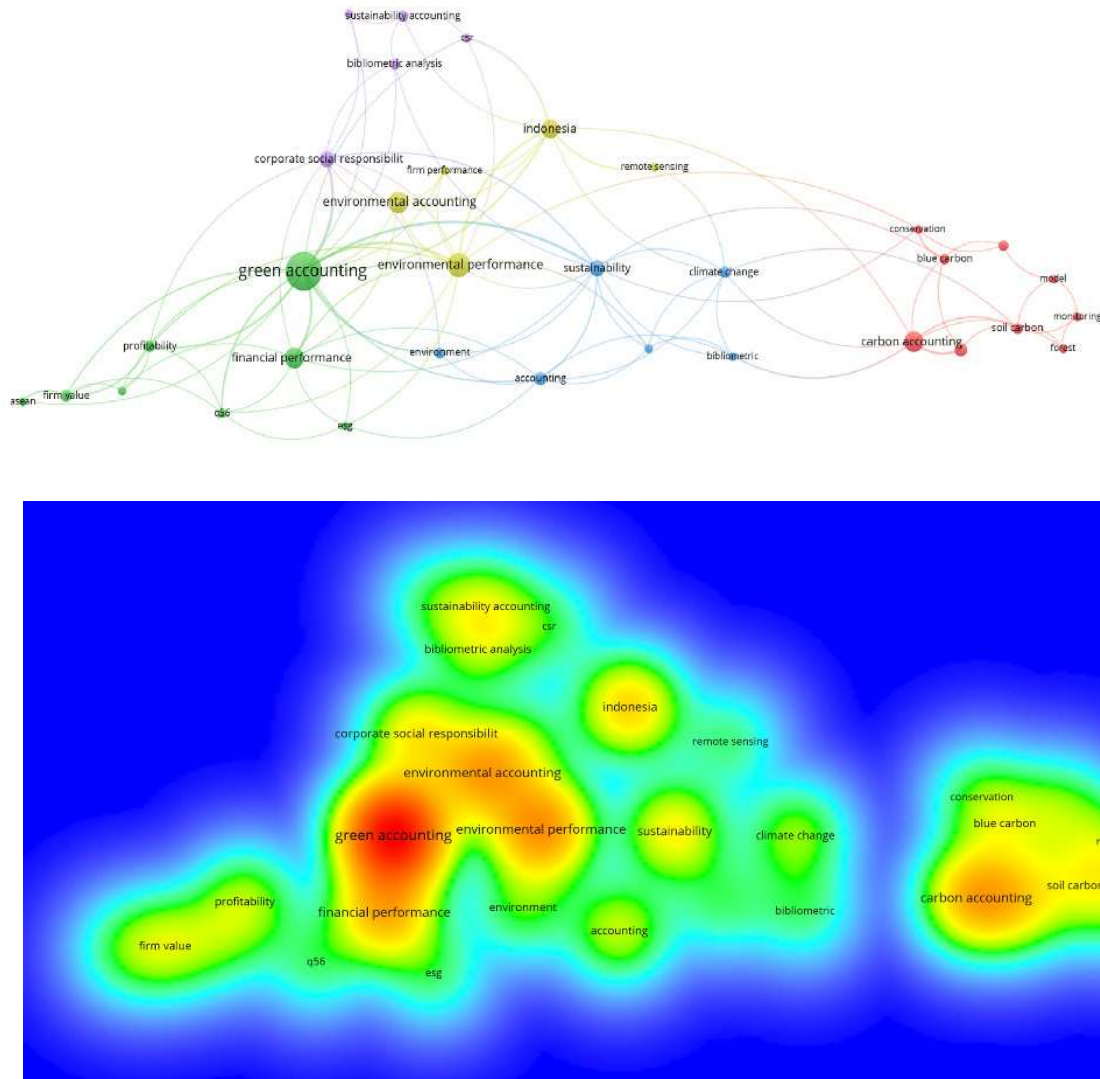 sustainability accounting
csr
bibliometric analysis
indonesia
corporate social responsibilit
firm performance
remote sensing
environmental accounting
conservation
green accounting
environmental performance
sustainability
climate change
blue carbon
model
monitoring
soil carbon
carbon accounting
forest
profitability
financial performance
environment
bibliometric
accounting
firm value
asean
q56
esg
sustainability accounting
csr
bibliometric analysis
indonesia
corporate social responsibilit
remote sensing
environmental accounting
conservation
green accounting
environmental performance
sustainability
climate change
blue carbon
profitability
financial performance
environment
bibliometric
carbon accounting
soil carbon
firm value
accounting
q56
esg